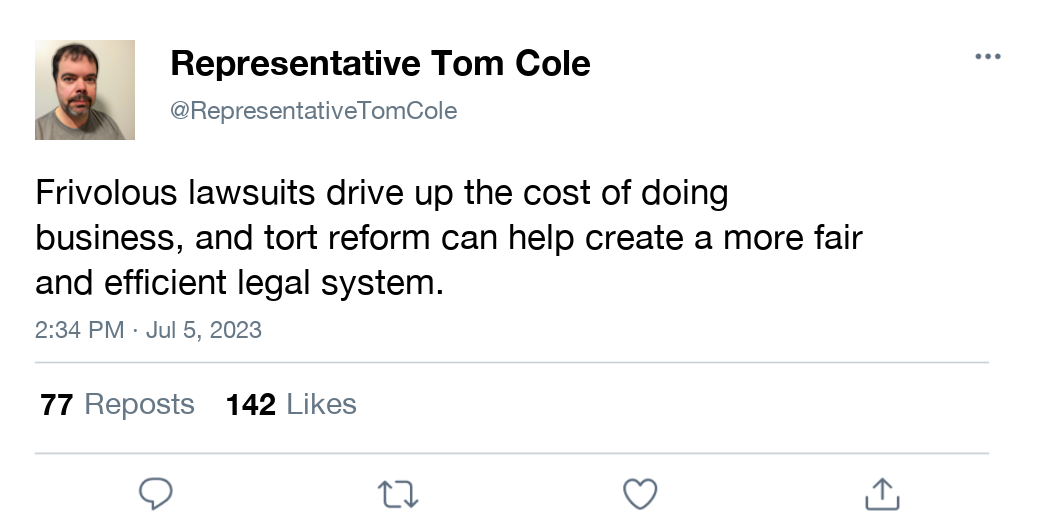 Representative Tom Cole
@RepresentativeTomCole
Frivolous lawsuits drive up the cost of doing
business, and tort reform can help create a more fair
and efficient legal system.
2:34 PM · Jul 5, 2023
77 Reposts 142 Likes